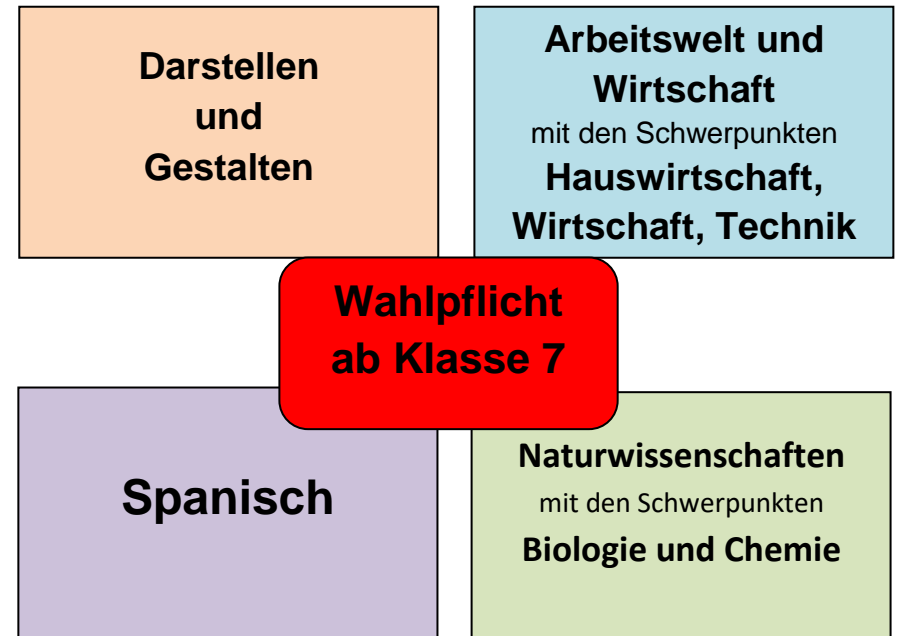 Darstellen
und
Gestalten
Arbeitswelt und
Wirtschaft
mit den Schwerpunkten
Hauswirtschaft,
Wirtschaft, Technik
Wahlpflicht
ab Klasse 7
Spanisch
Naturwissenschaften
mit den Schwerpunkten
Biologie und Chemie